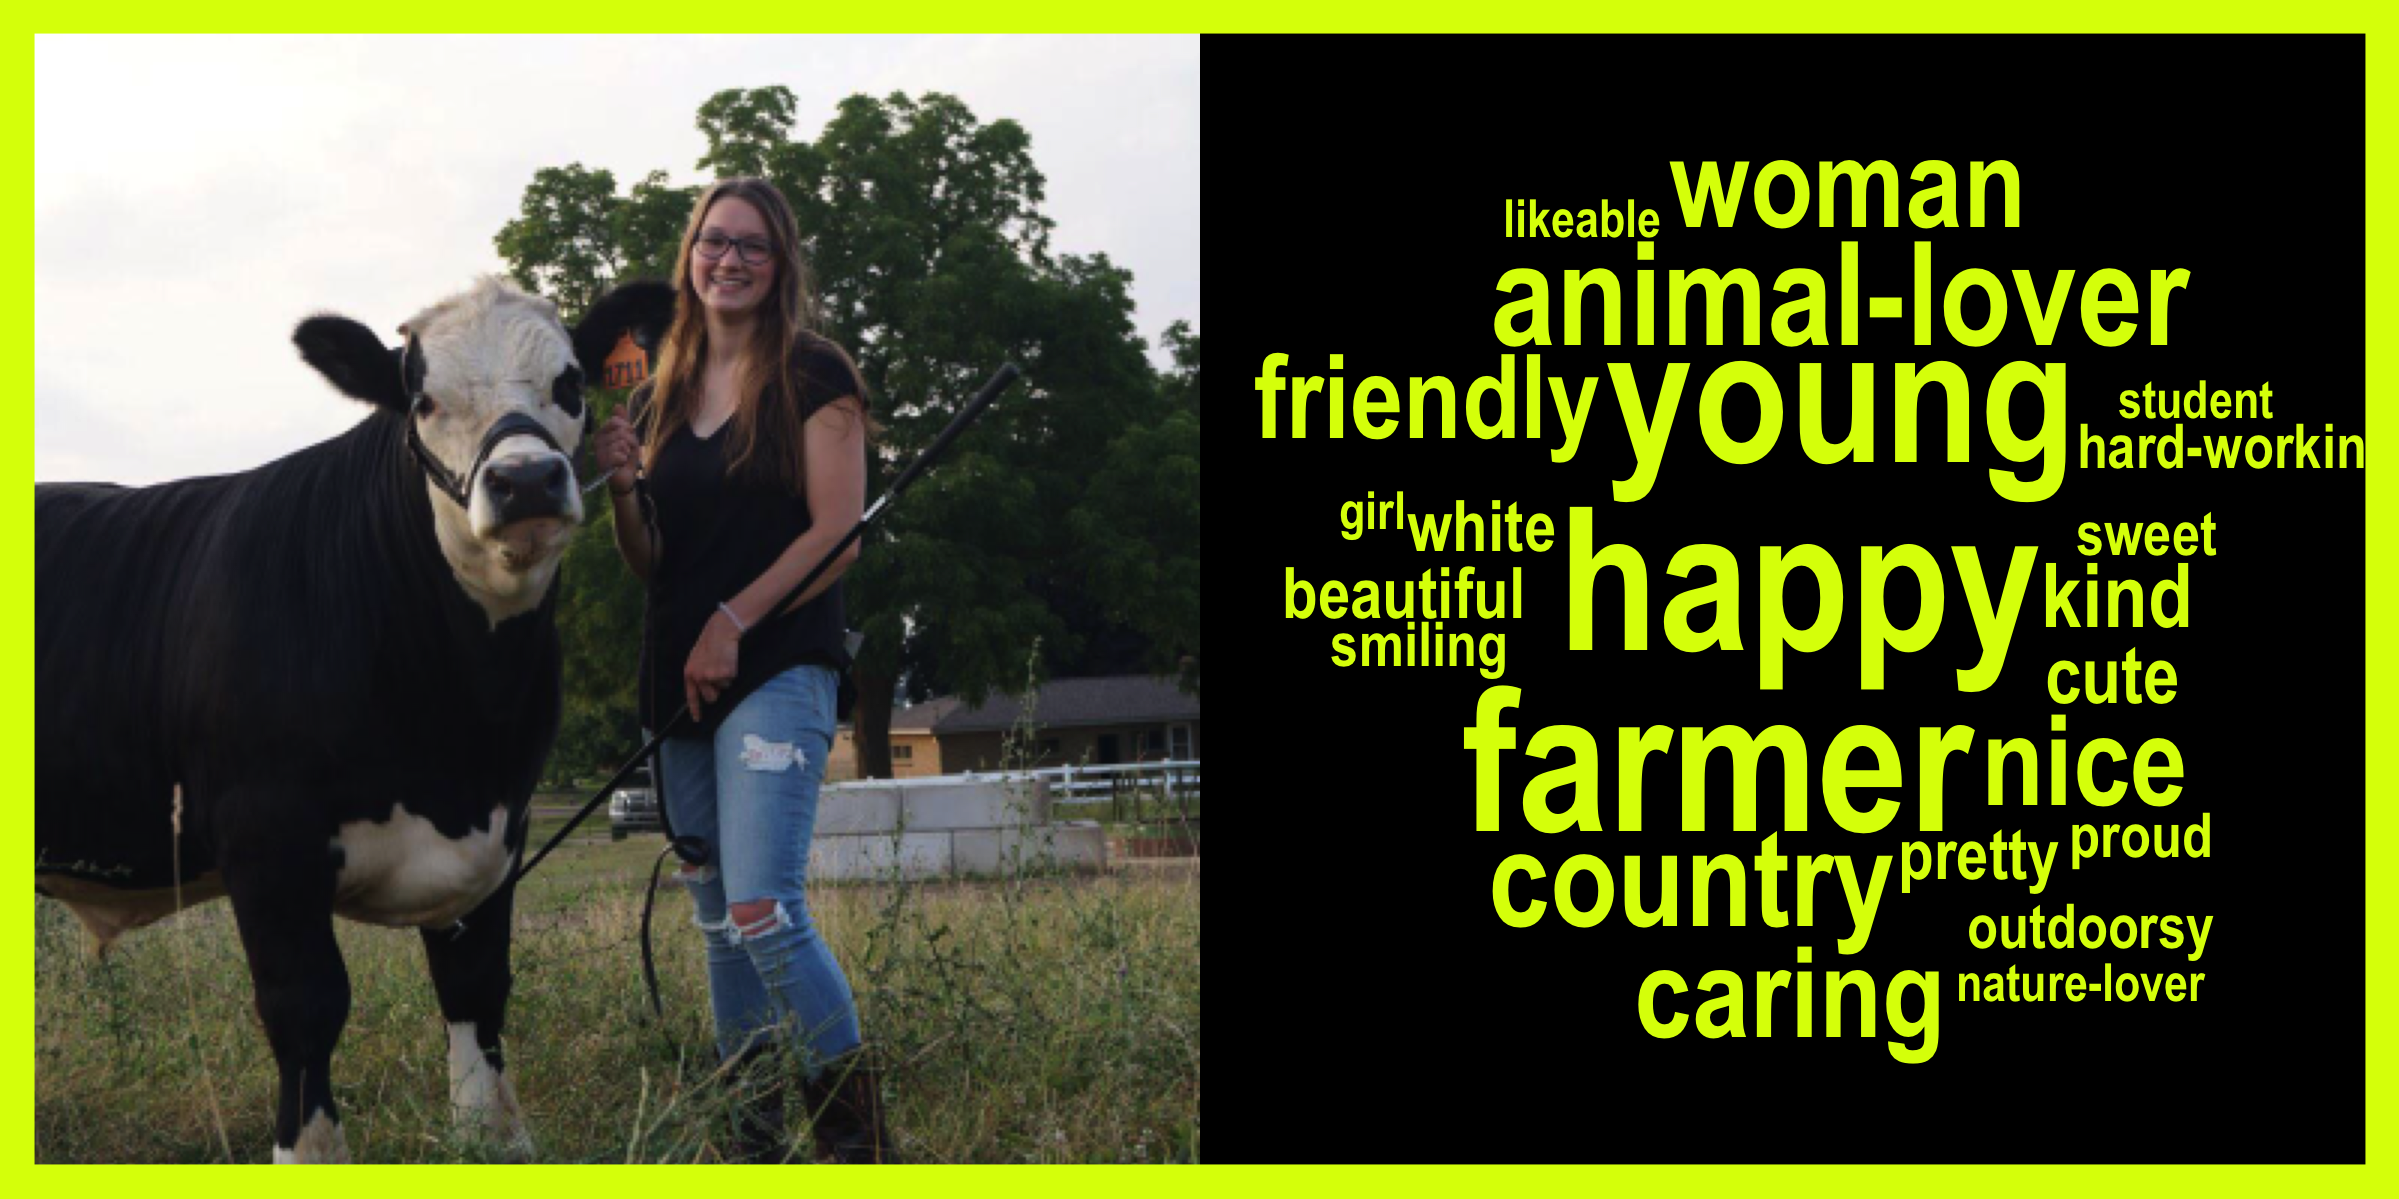 1711
woman
likeable
animal-lover
friendly young
student
hard-workin
girl white
happy
sweet
kind
beautiful
smiling
cute
farmer nice
country pretty proud
outdoorsy
caring nature-lover